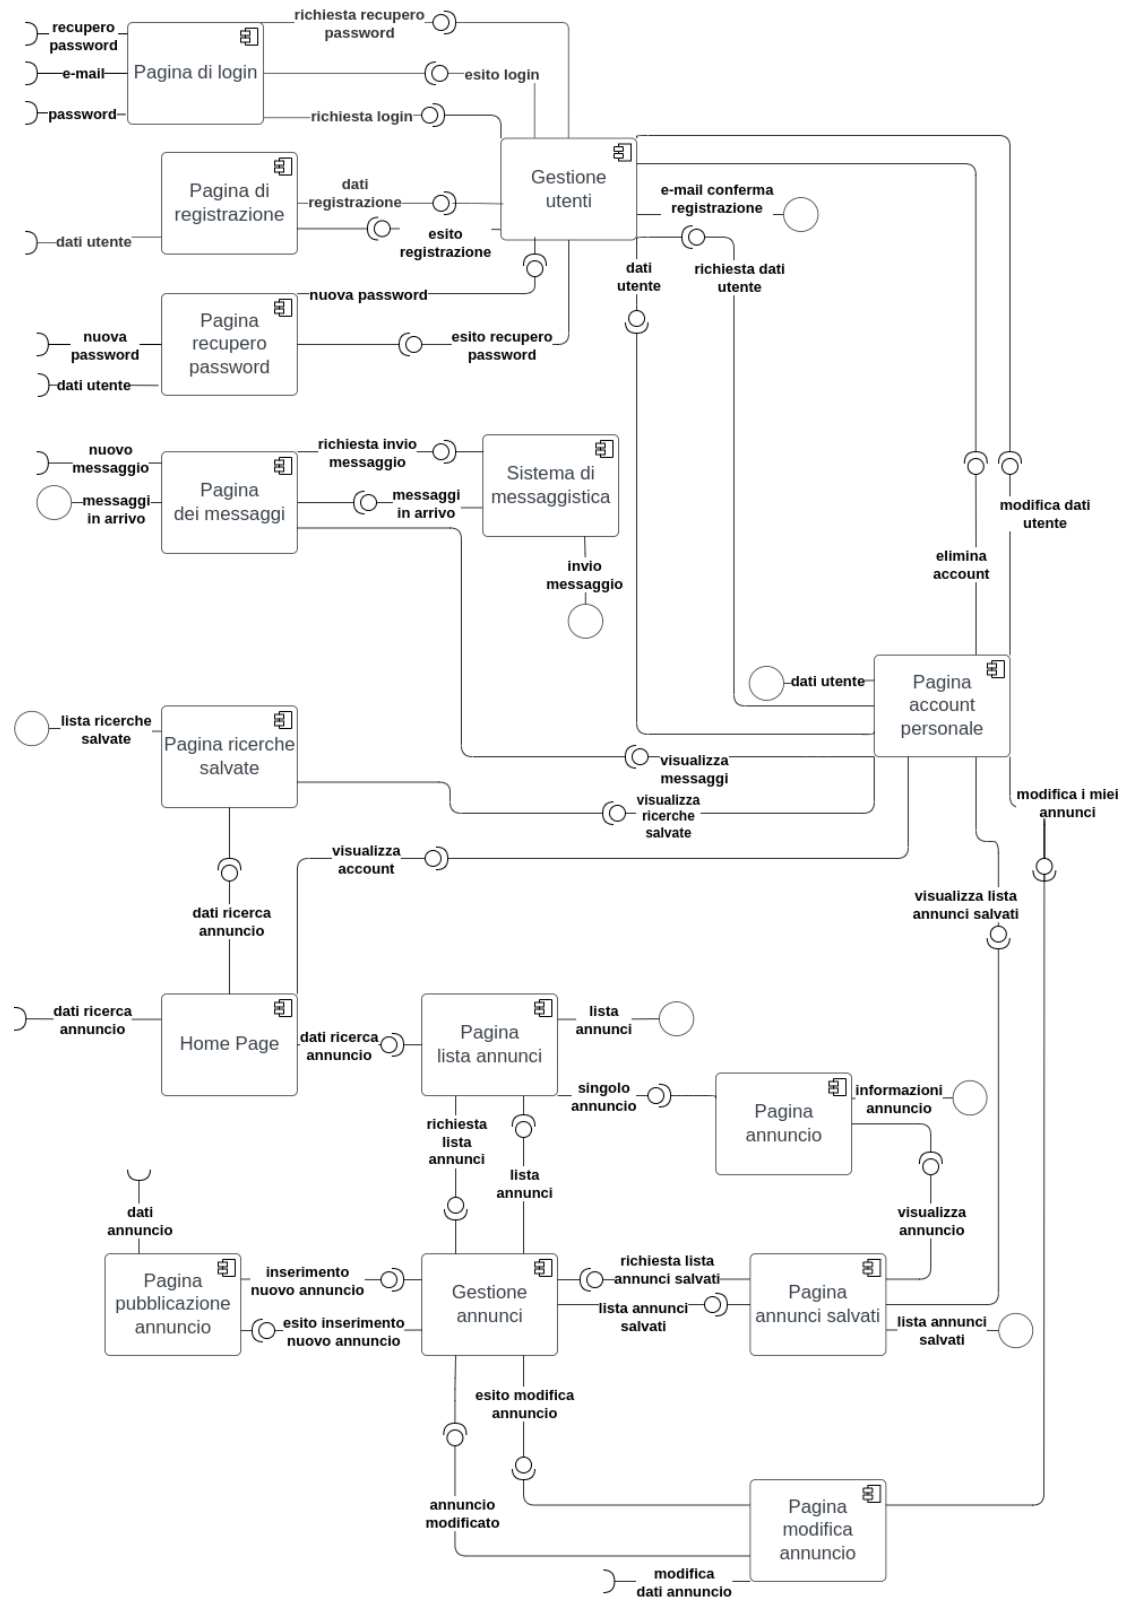 richiesta recupero
password
recupero
password
Pagina di login
e-mail
esito login
password
richiesta login
Pagina di
registrazione
dati
registrazione
Gestione
utenti
e-mail conferma
registrazione
dati utente
esito
registrazione
dati
utente
richiesta dati
utente
nuova password
Pagina
recupero
password
nuova
password
esito recupero
password
dati utente
nuovo
messaggio
richiesta invio
messaggio
Sistema di
messaggistica
Pagina
dei messaggi
messaggi
in arrivo
messaggi
in arrivo
modifica dati
utente
elimina
account
invio
messaggio
dati utente
Pagina
account
personale
lista ricerche
salvate
Pagina ricerche
salvate
visualizza
messaggi
visualizza
ricerche
salvate
modifica i miei
annunci
visualizza
account
dati ricerca
annuncio
visualizza lista
annunci salvati
dati ricerca
annuncio
Home Page
dati ricerca
annuncio
Pagina
lista annunci
lista
annunci
singolo
annuncio
Pagina
annuncio
informazioni
annuncio
richiesta
lista
annunci
lista
annunci
dati
annuncio
visualizza
annuncio
Pagina
pubblicazione
annuncio
inserimento
nuovo annuncio
Gestione
annunci
richiesta lista
annunci salvati
Pagina
annunci salvati
esito inserimento
nuovo annuncio
lista annunci
salvati
lista annunci
salvati
esito modifica
annuncio
annuncio
modificato
Pagina
modifica
annuncio
modifica
dati annuncio